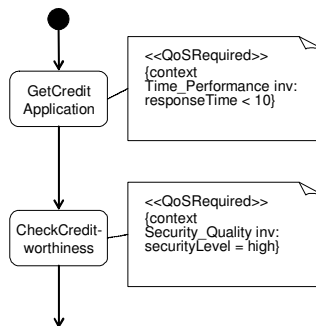 <<QoSRequired>>
{context
Time_Performance inv:
responseTime < 10}
GetCredit
Application
<<QoSRequired>>
{context
Security_Quality inv:
securityLevel = high}
CheckCredit-
worthiness